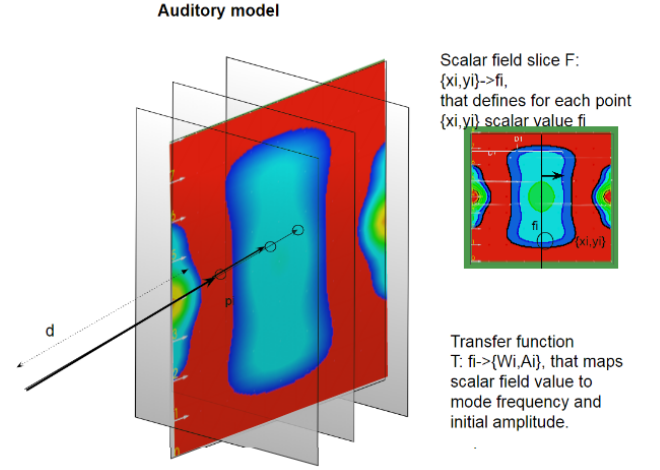 Auditory model
Scalar field slice F:
{xi,yi}->fi,
that defines for each point
{xi,yi} scalar value fi
fi
{xi,yi}
p
d
Transfer function
T: fi->{Wi,Ai}, that maps
scalar field value to
mode frequency and
initial amplitude.